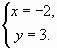 x = −2,
y = 3.